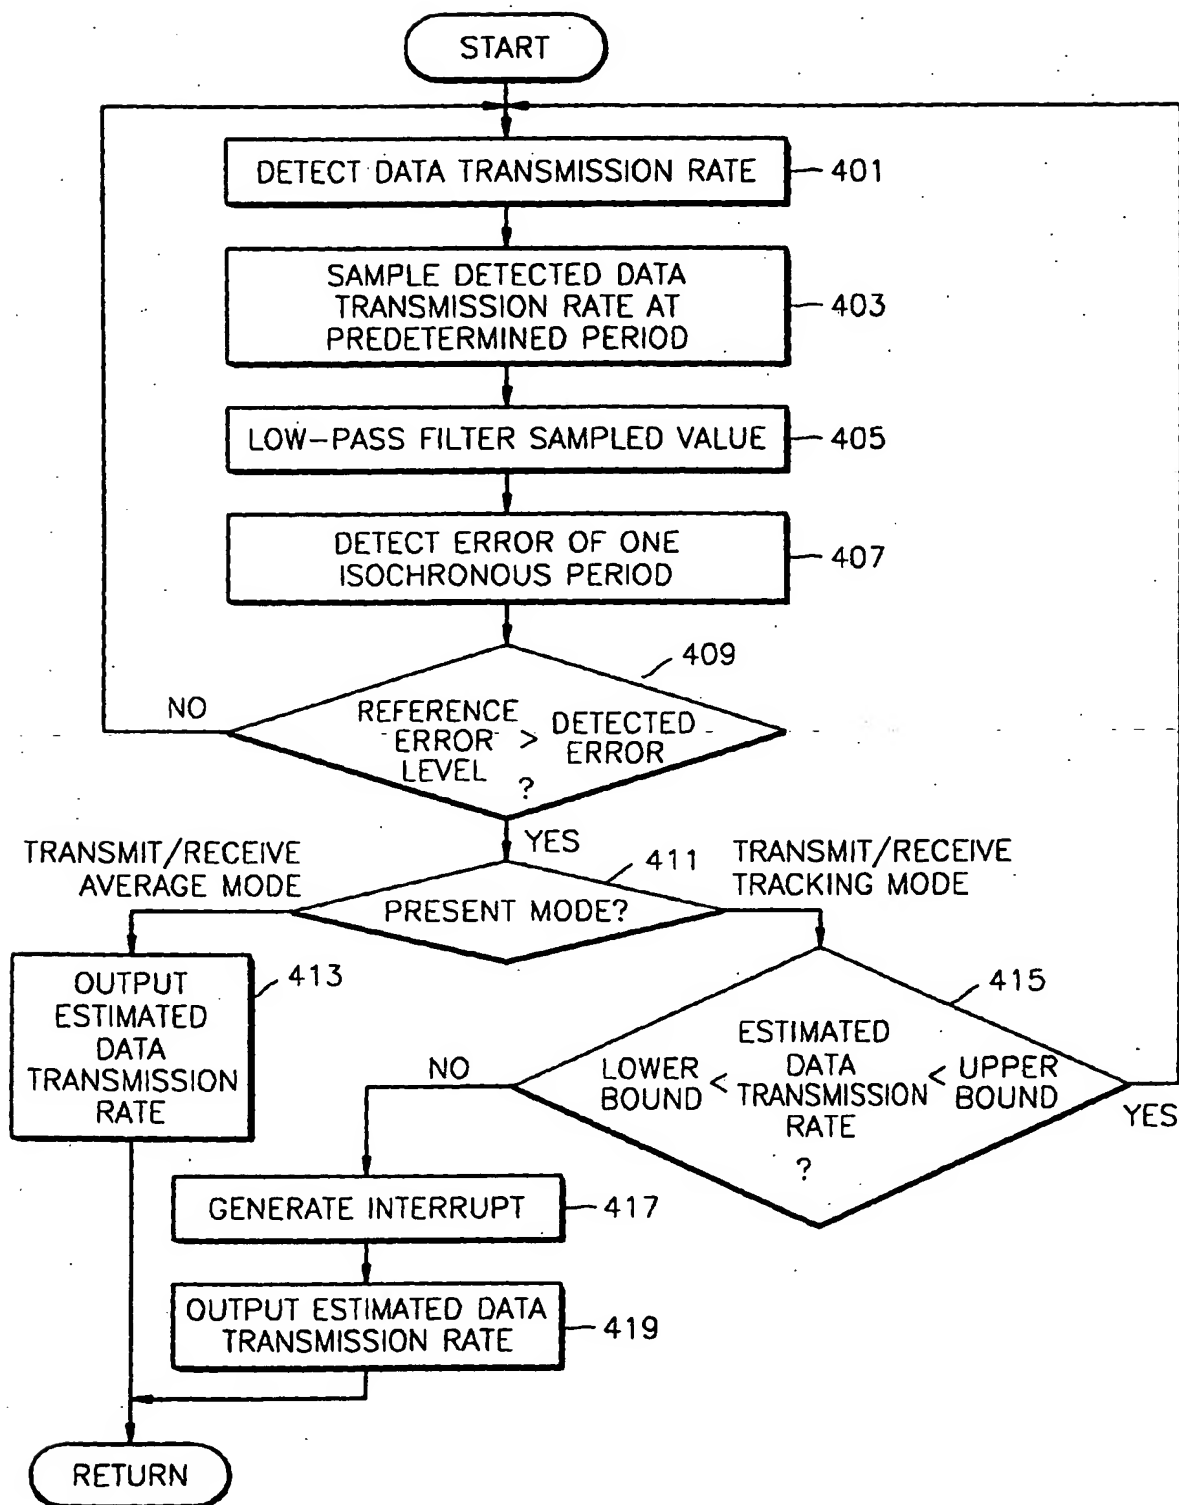 START
DETECT DATA TRANSMISSION RATE
401
SAMPLE DETECTED DATA
TRANSMISSION RATE AT
PREDETERMINED PERIOD
403
LOW-PASS FILTER SAMPLED VALUE
405
DETECT ERROR OF ONE
ISOCHRONOUS PERIOD
407
409
NO
REFERENCE
ERROR
LEVEL
>
DETECTED
ERROR
?
YES
TRANSMIT/RECEIVE
AVERAGE MODE
411
TRANSMIT/RECEIVE
TRACKING MODE
PRESENT MODE?
OUTPUT
ESTIMATED
DATA
TRANSMISSION
RATE
413
415
NO
LOWER
BOUND
<
ESTIMATED
DATA
TRANSMISSION
RATE
<
UPPER
BOUND
?
YES
GENERATE INTERRUPT
417
OUTPUT ESTIMATED DATA
TRANSMISSION RATE
419
RETURN